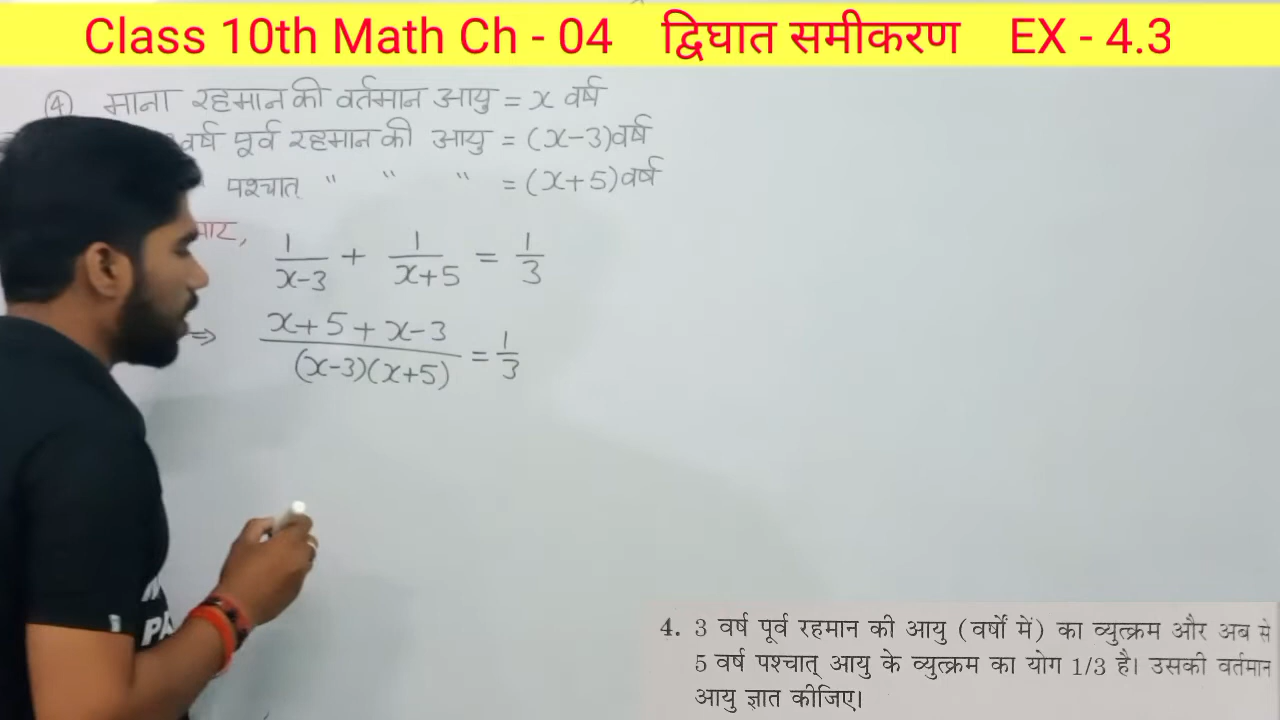 Class 10th Math Ch - 04 द्विघात समीकरण EX - 4.3
④ माना रहमान की वर्तमान आयु = x वर्ष
वर्ष पूर्व रहमान की आयु = (x-3)वर्ष
पश्चात् " " " = (x+5)वर्ष
1/(x-3) + 1/(x+5) = 1/3
⇒ (x+5+x-3)/((x-3)(x+5)) = 1/3
4. 3 वर्ष पूर्व रहमान की आयु (वर्षों में) का व्युत्क्रम और अब से
5 वर्ष पश्चात् आयु के व्युत्क्रम का योग 1/3 है। उसकी वर्तमान
आयु ज्ञात कीजिए।